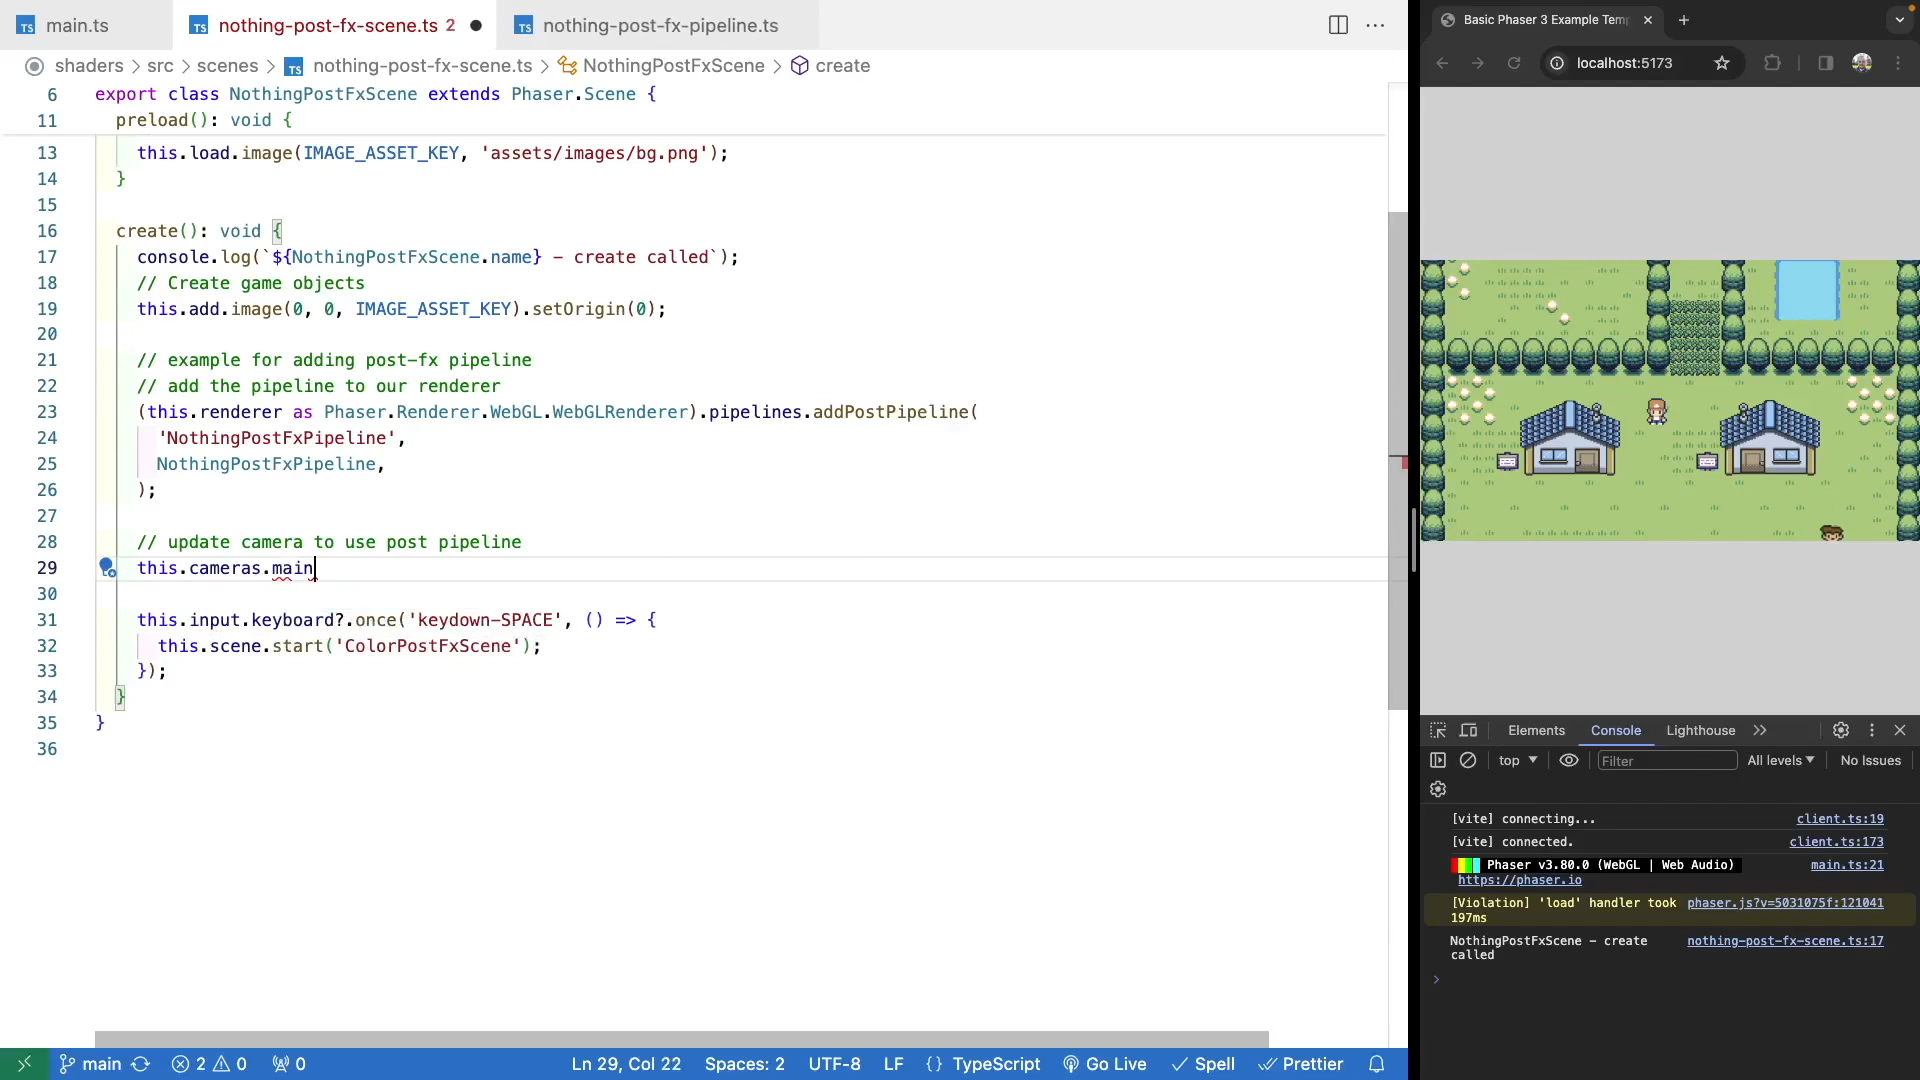 main.ts
nothing-post-fx-scene.ts 2
nothing-post-fx-pipeline.ts
shaders > src > scenes > nothing-post-fx-scene.ts > NothingPostFxScene > create
6 export class NothingPostFxScene extends Phaser.Scene {
11 preload(): void {
13 this.load.image(IMAGE_ASSET_KEY, 'assets/images/bg.png');
14 }
15
16 create(): void {
17 console.log(`${NothingPostFxScene.name} - create called`);
18 // Create game objects
19 this.add.image(0, 0, IMAGE_ASSET_KEY).setOrigin(0);
20
21 // example for adding post-fx pipeline
22 // add the pipeline to our renderer
23 (this.renderer as Phaser.Renderer.WebGL.WebGLRenderer).pipelines.addPostPipeline(
24 'NothingPostFxPipeline',
25 NothingPostFxPipeline,
26 );
27
28 // update camera to use post pipeline
29 this.cameras.main
30
31 this.input.keyboard?.once('keydown-SPACE', () => {
32 this.scene.start('ColorPostFxScene');
33 });
34 }
35 }
36
main 2 0 0 Ln 29, Col 22 Spaces: 2 UTF-8 LF {} TypeScript Go Live Spell Prettier
Basic Phaser 3 Example Temp
localhost:5173
Elements Console Lighthouse
top Filter All levels No Issues
[vite] connecting... client.ts:19
[vite] connected. client.ts:173
Phaser v3.80.0 (WebGL | Web Audio) main.ts:21
https://phaser.io
[Violation] 'load' handler took phaser.js?v=5031075f:121041
197ms
NothingPostFxScene - create nothing-post-fx-scene.ts:17
called